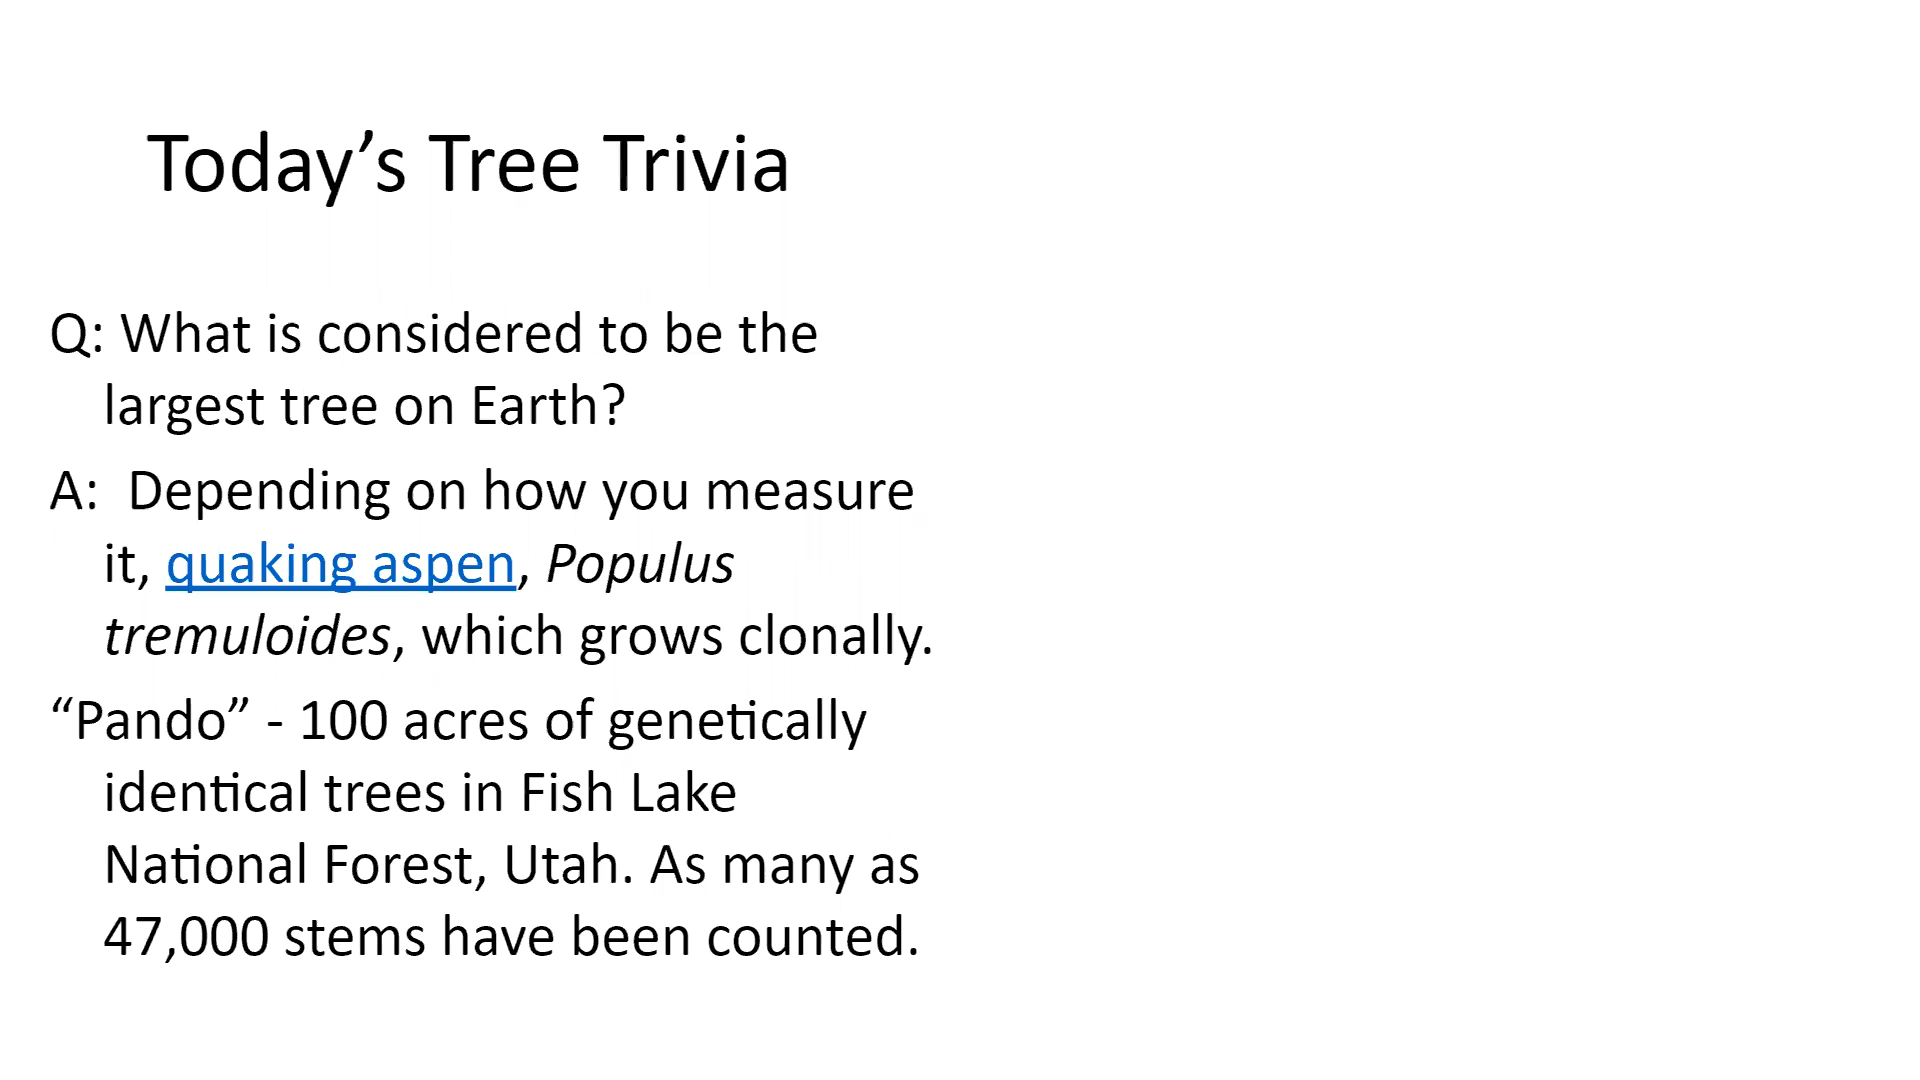 Today’s Tree Trivia
Q: What is considered to be the
largest tree on Earth?
A:  Depending on how you measure
it, quaking aspen, Populus
tremuloides, which grows clonally.
“Pando” - 100 acres of genetically
identical trees in Fish Lake
National Forest, Utah. As many as
47,000 stems have been counted.